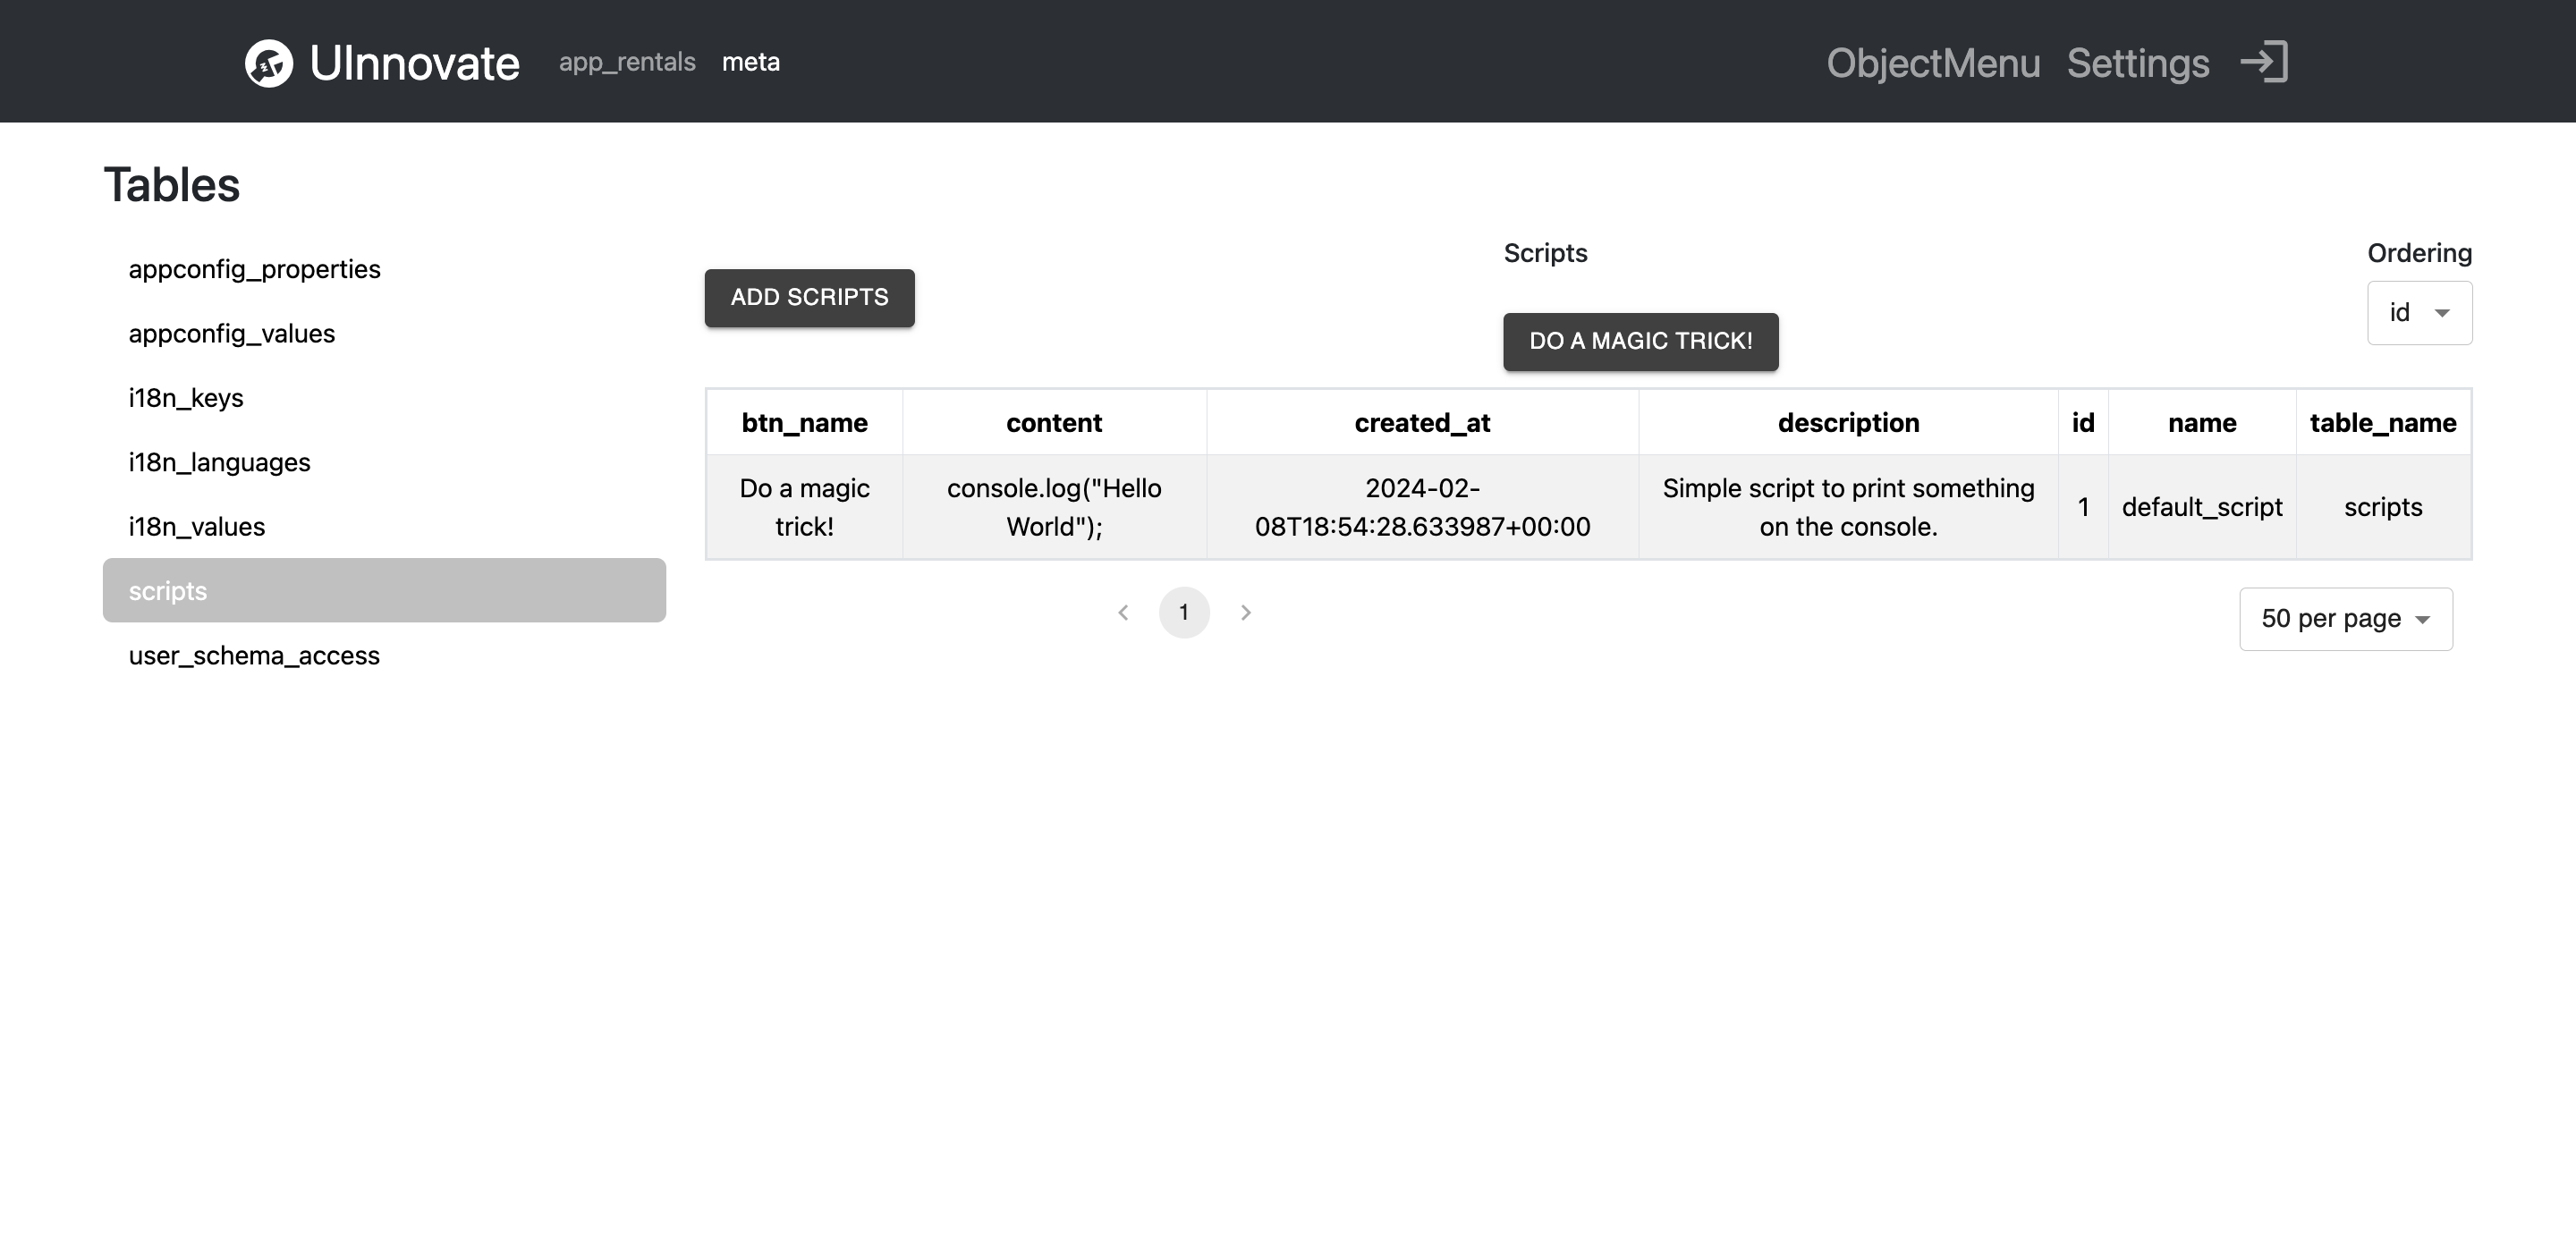 UInnovate app_rentals meta ObjectMenu Settings
Tables
appconfig_properties
appconfig_values
i18n_keys
i18n_languages
i18n_values
scripts
user_schema_access
ADD SCRIPTS
Scripts
DO A MAGIC TRICK!
Ordering
id
btn_name content created_at description id name table_name
Do a magic
trick!
console.log("Hello
World");
2024-02-
08T18:54:28.633987+00:00
Simple script to print something
on the console.
1
default_script
scripts
1
50 per page